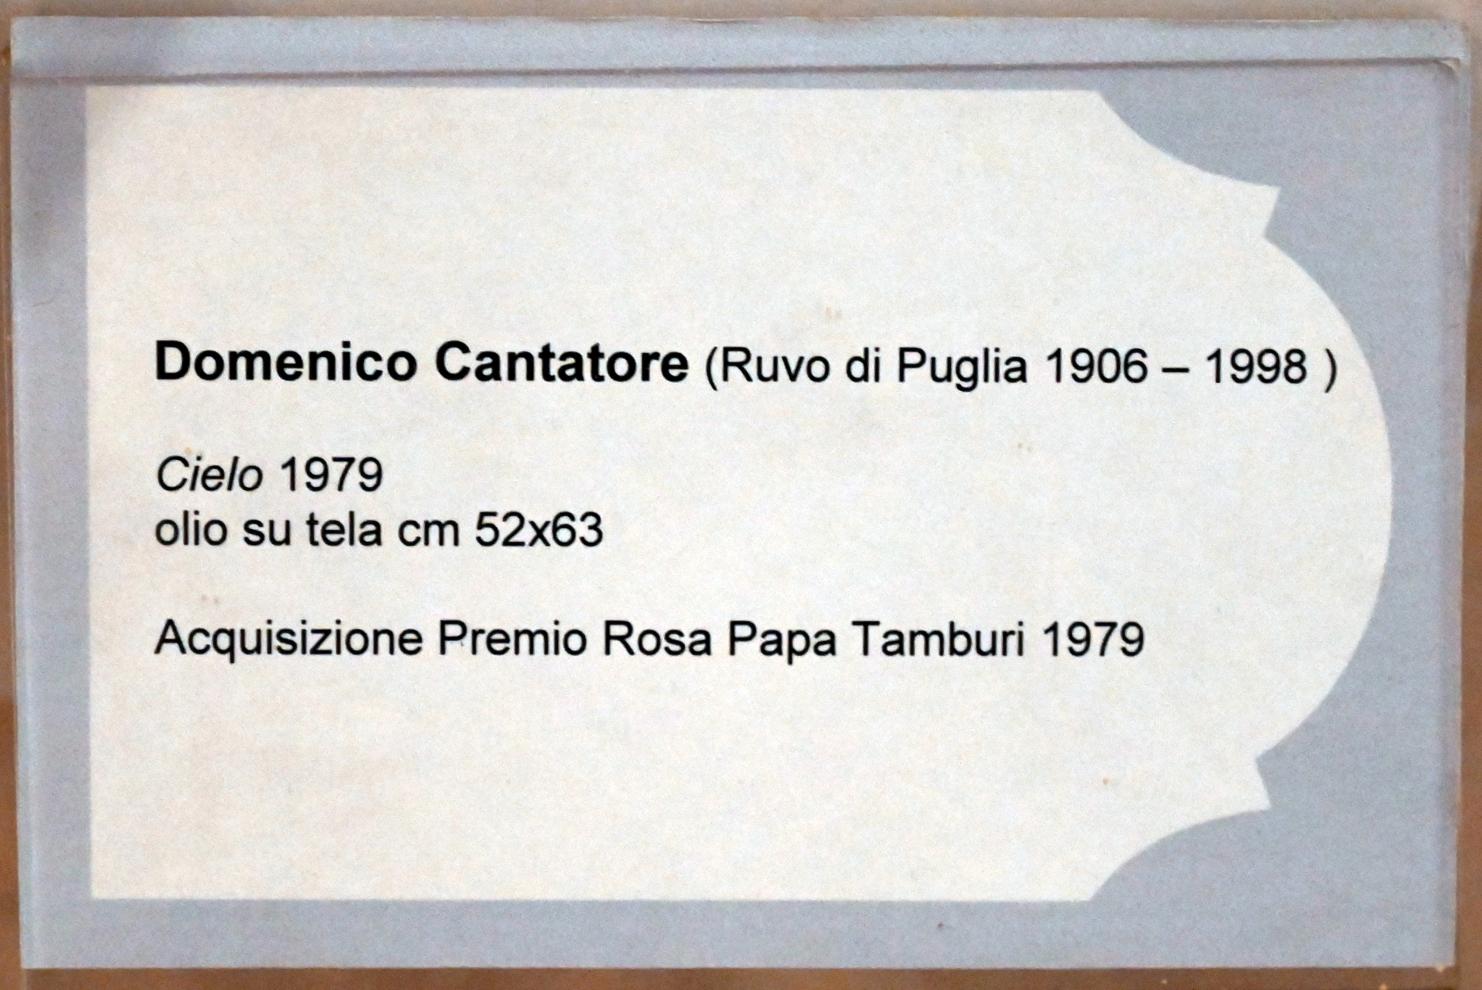 Domenico Cantatore (Ruvo di Puglia 1906 – 1998 )
Cielo 1979
olio su tela cm 52x63
Acquisizione Premio Rosa Papa Tamburi 1979